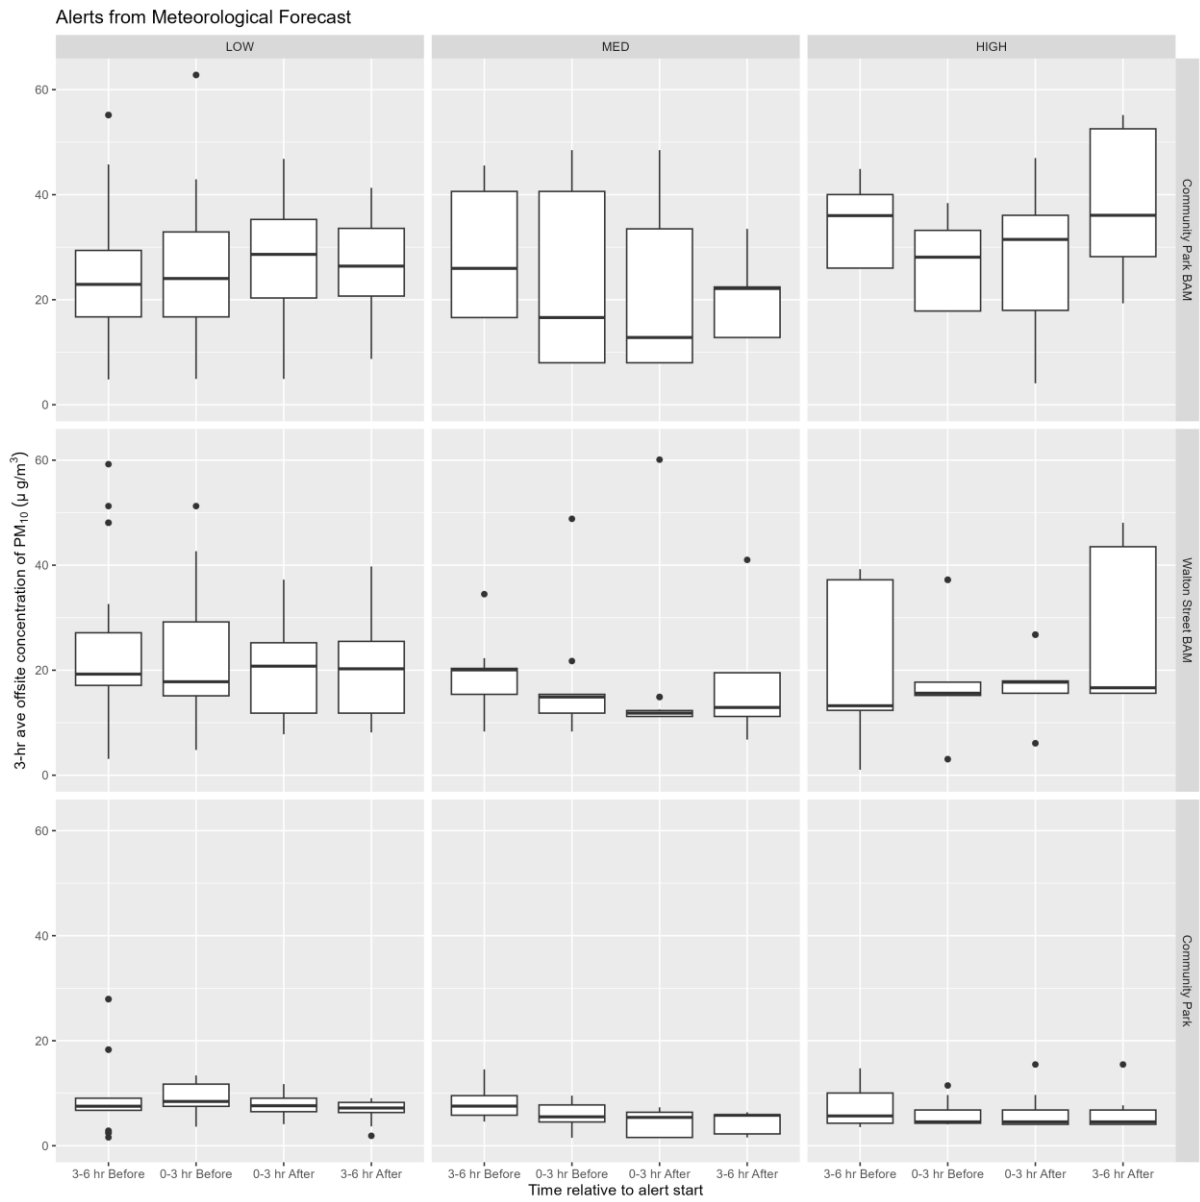 Alerts from Meteorological Forecast
LOW
MED
HIGH
3-hr ave offsite concentration of PM₁₀ (µ g/m³)
60
40
20
0
Community Park BAM
60
40
20
0
Walton Street BAM
60
40
20
0
Community Park
3-6 hr Before 0-3 hr Before 0-3 hr After 3-6 hr After
3-6 hr Before 0-3 hr Before 0-3 hr After 3-6 hr After
3-6 hr Before 0-3 hr Before 0-3 hr After 3-6 hr After
Time relative to alert start